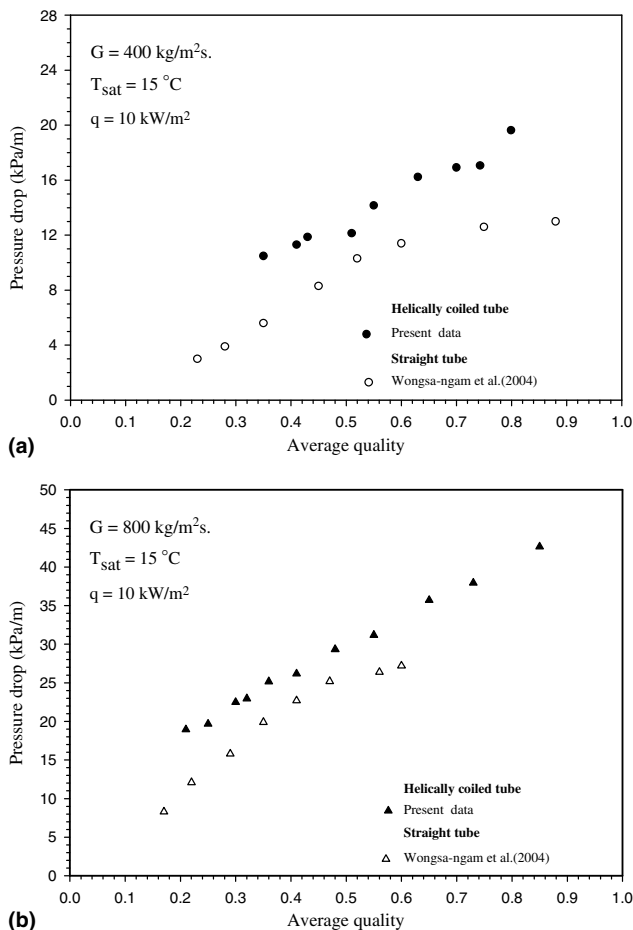 28
24
20
16
12
8
4
0
Pressure drop (kPa/m)
G = 400 kg/m²s.
Tsat = 15 °C
q = 10 kW/m²
Helically coiled tube
Present data
Straight tube
Wongsa-ngam et al.(2004)
0.0 0.1 0.2 0.3 0.4 0.5 0.6 0.7 0.8 0.9 1.0
Average quality
(a)
50
45
40
35
30
25
20
15
10
5
0
Pressure drop (kPa/m)
G = 800 kg/m²s.
Tsat = 15 °C
q = 10 kW/m²
Helically coiled tube
Present data
Straight tube
Wongsa-ngam et al.(2004)
0.0 0.1 0.2 0.3 0.4 0.5 0.6 0.7 0.8 0.9 1.0
Average quality
(b)